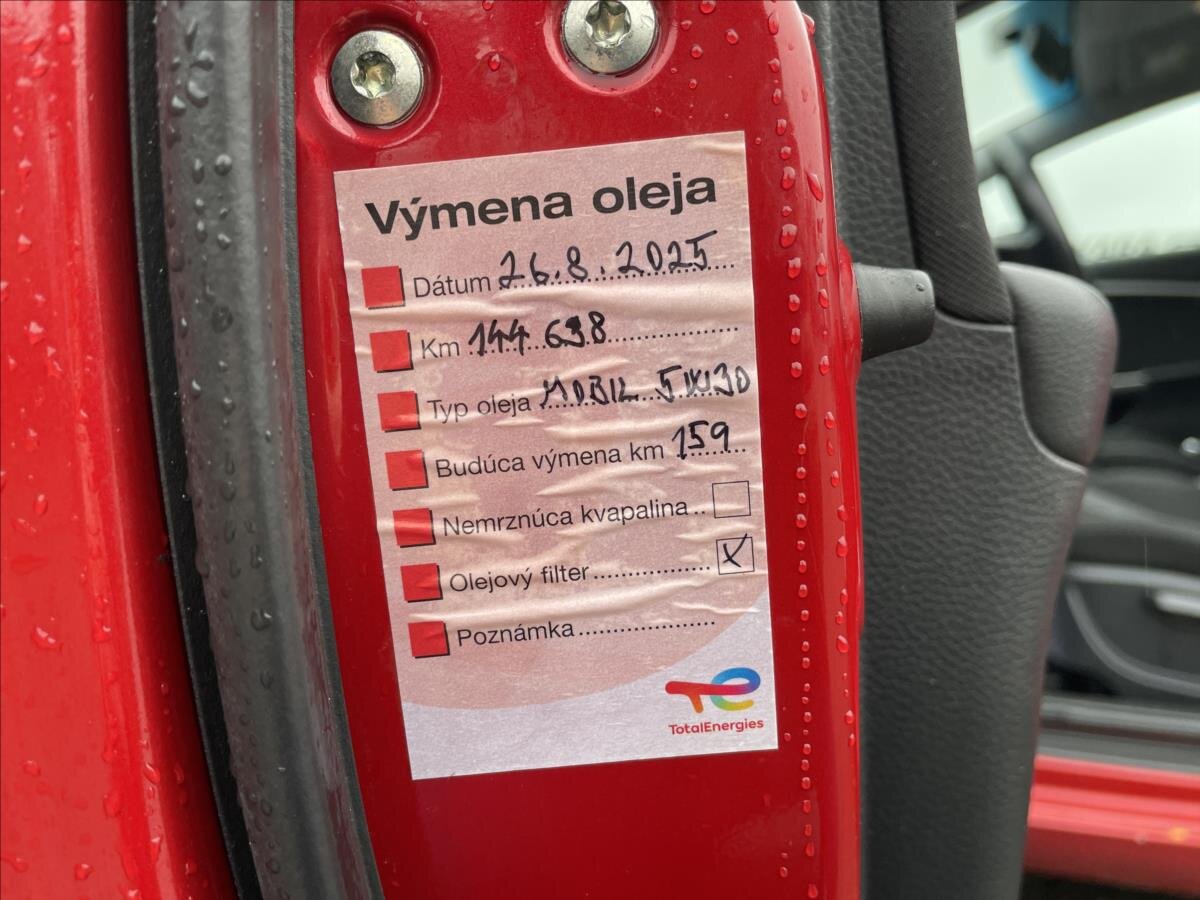 Výmena oleja
Dátum 26.8.2025
Km 144 698
Typ oleja MOBIL 5W30
Budúca výmena km 159
Nemrznúca kvapalina
Olejový filter X
Poznámka
TotalEnergies